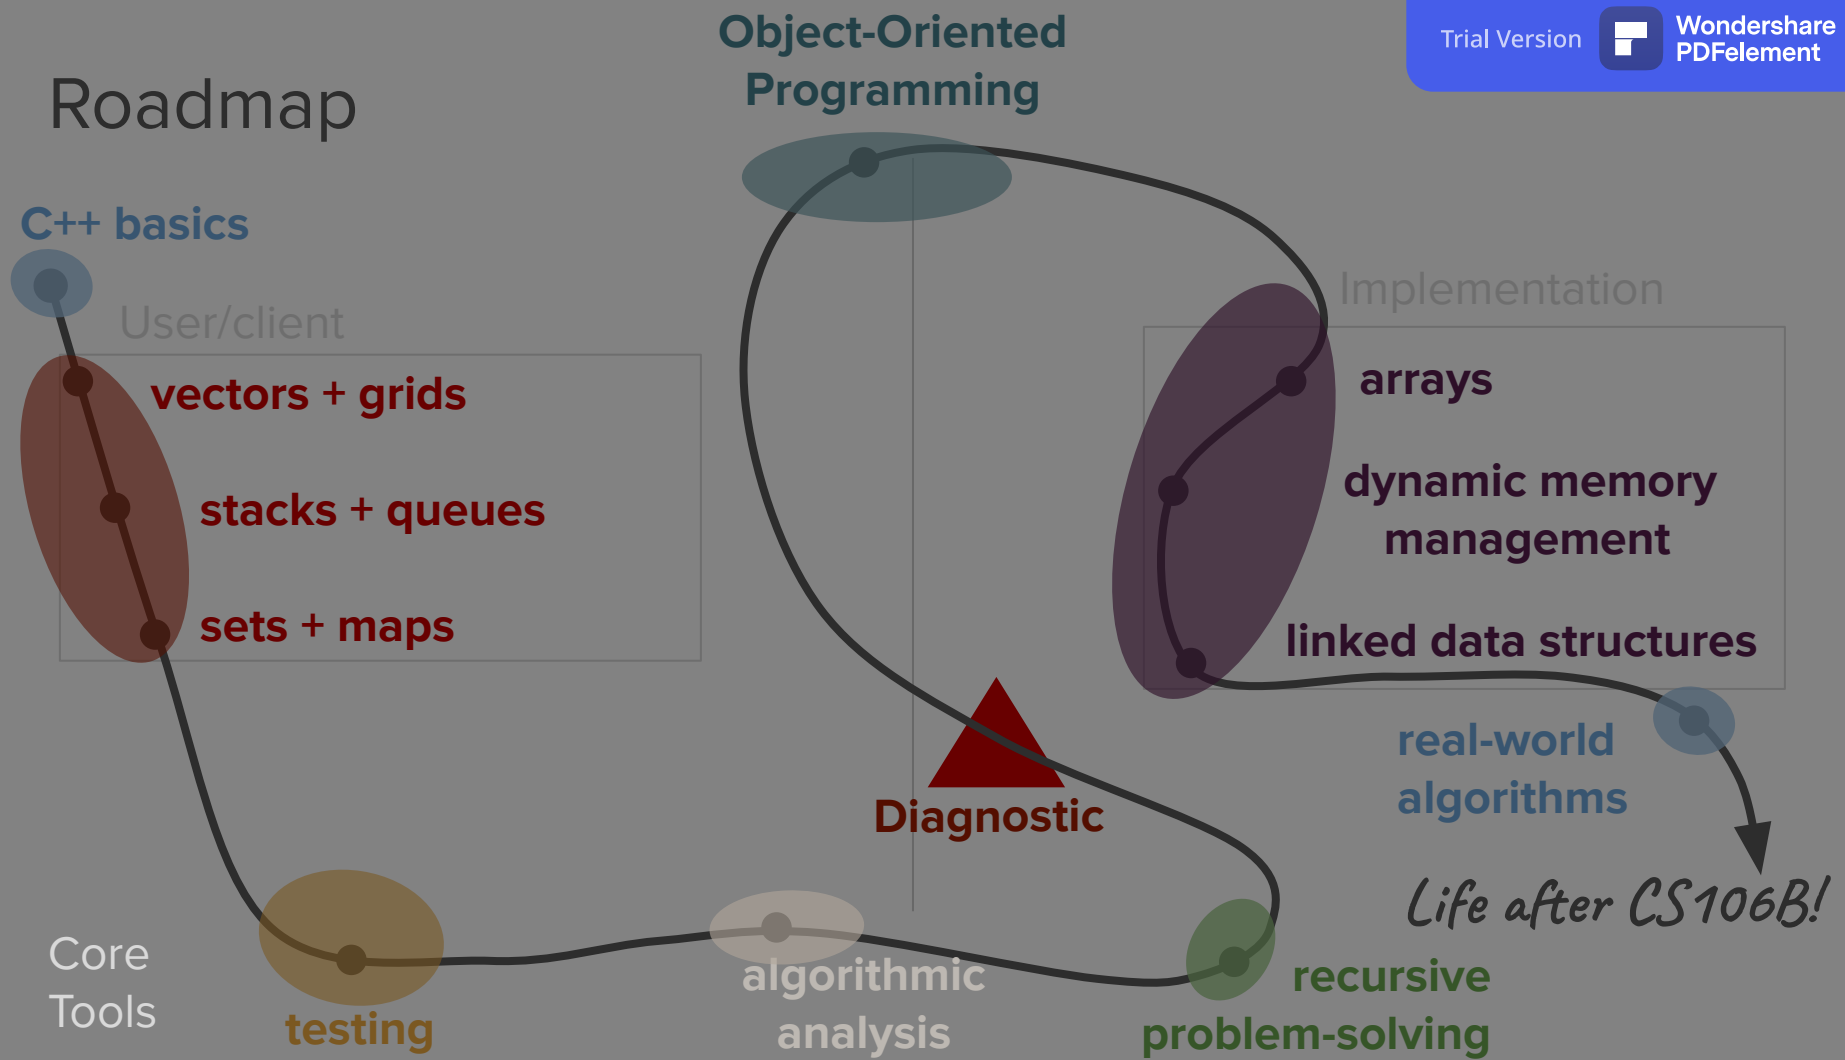 Object-Oriented
Programming
Trial Version
Wondershare
PDFelement
Roadmap
C++ basics
User/client
Implementation
vectors + grids
arrays
stacks + queues
dynamic memory
management
sets + maps
linked data structures
real-world
algorithms
Diagnostic
Life after CS106B!
Core
Tools
testing
algorithmic
analysis
recursive
problem-solving